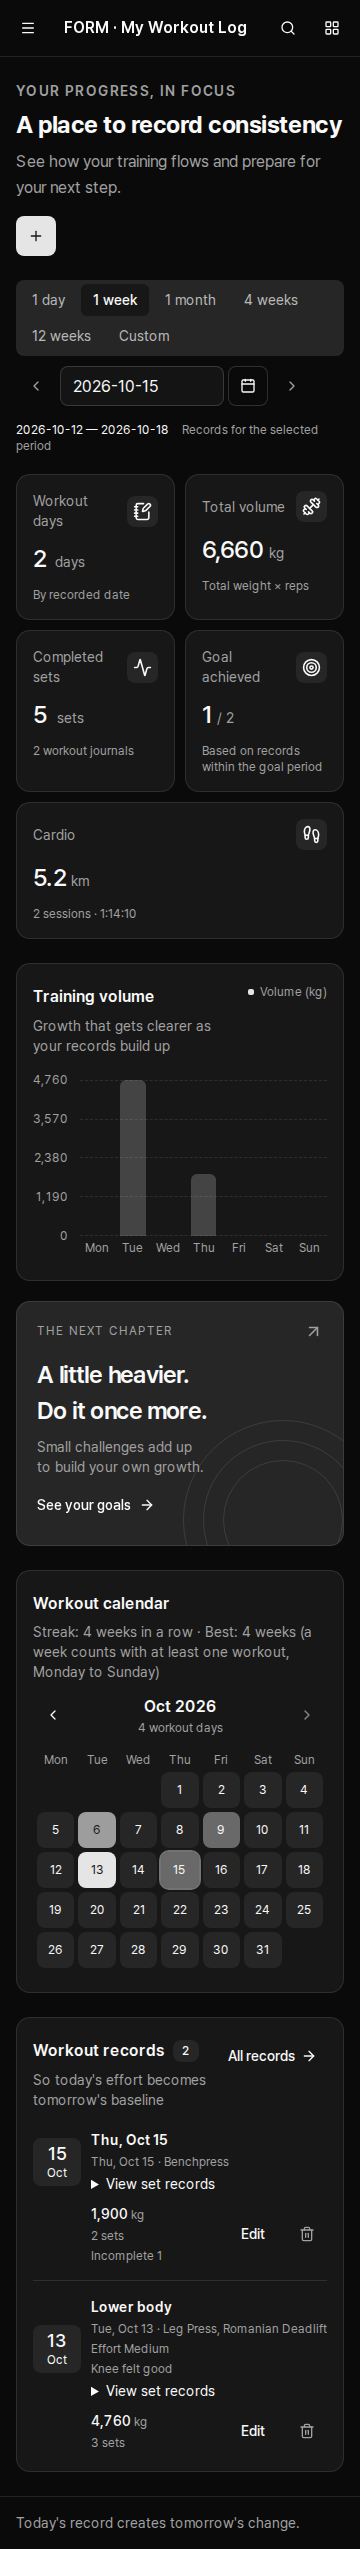 FORM · My Workout Log
YOUR PROGRESS, IN FOCUS
A place to record consistency
See how your training flows and prepare for
your next step.
1 day 1 week 1 month 4 weeks
12 weeks Custom
2026-10-15
2026-10-12 — 2026-10-18 Records for the selected
period
Workout
days
2 days
By recorded date
Total volume
6,660 kg
Total weight × reps
Completed
sets
5 sets
2 workout journals
Goal
achieved
1 / 2
Based on records
within the goal period
Cardio
5.2 km
2 sessions · 1:14:10
Training volume
Volume (kg)
Growth that gets clearer as
your records build up
4,760
3,570
2,380
1,190
0
Mon Tue Wed Thu Fri Sat Sun
THE NEXT CHAPTER
A little heavier.
Do it once more.
Small challenges add up
to build your own growth.
See your goals
Workout calendar
Streak: 4 weeks in a row · Best: 4 weeks (a
week counts with at least one workout,
Monday to Sunday)
Oct 2026
4 workout days
Mon Tue Wed Thu Fri Sat Sun
1 2 3 4
5 6 7 8 9 10 11
12 13 14 15 16 17 18
19 20 21 22 23 24 25
26 27 28 29 30 31
Workout records 2
All records
So today's effort becomes
tomorrow's baseline
15
Oct
Thu, Oct 15
Thu, Oct 15 · Benchpress
View set records
1,900 kg
2 sets
Incomplete 1
Edit
13
Oct
Lower body
Tue, Oct 13 · Leg Press, Romanian Deadlift
Effort Medium
Knee felt good
View set records
4,760 kg
3 sets
Edit
Today's record creates tomorrow's change.